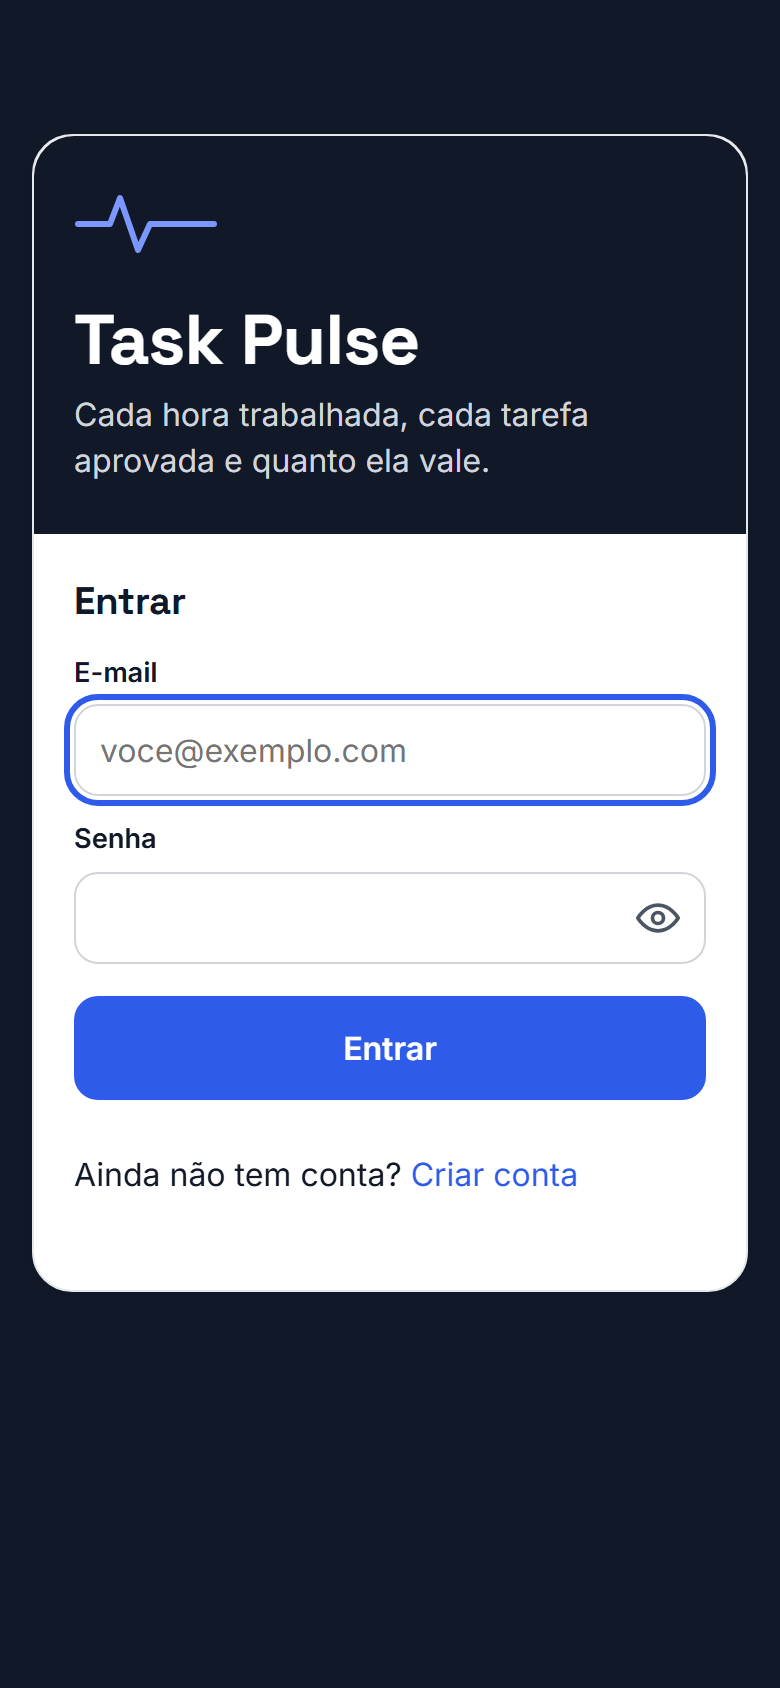 Task Pulse
Cada hora trabalhada, cada tarefa
aprovada e quanto ela vale.
Entrar
E-mail
voce@exemplo.com
Senha
Entrar
Ainda não tem conta? Criar conta